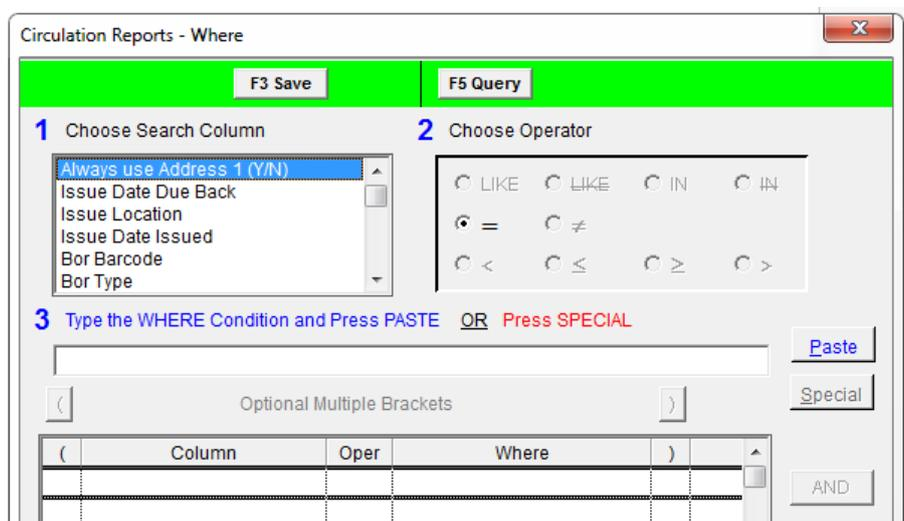 Circulation Reports - Where
F3 Save
F5 Query
1 Choose Search Column
2 Choose Operator
Always use Address 1 (Y/N)
Issue Date Due Back
Issue Location
Issue Date Issued
Bor Barcode
Bor Type
LIKE LIKE IN IN
= ≠
< ≤ ≥ >
3 Type the WHERE Condition and Press PASTE OR Press SPECIAL
Paste
( Optional Multiple Brackets )
Special
( Column Oper Where )
AND